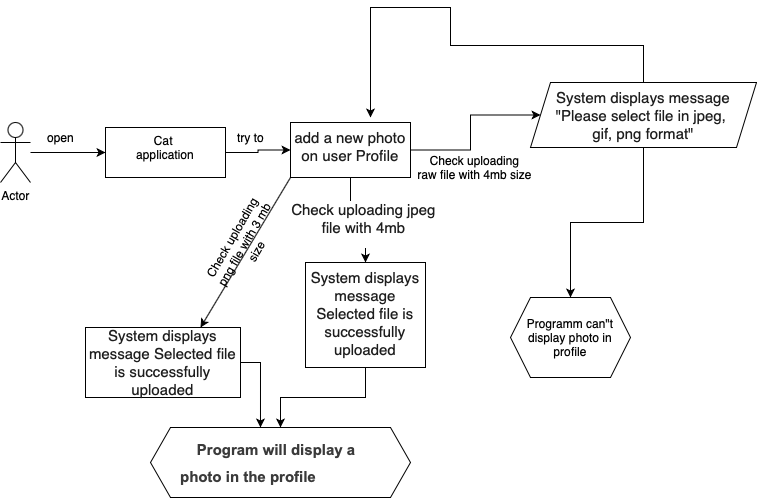 System displays message
"Please select file in jpeg,
gif, png format"
open
Cat
application
try to
add a new photo
on user Profile
Check uploading
raw file with 4mb size
Actor
Check uploading
png file with 3 mb
size
Check uploading jpeg
file with 4mb
System displays
message
Selected file is
successfully
uploaded
System displays
message Selected file
is successfully
uploaded
Programm can"t
display photo in
profile
Program will display a
photo in the profile